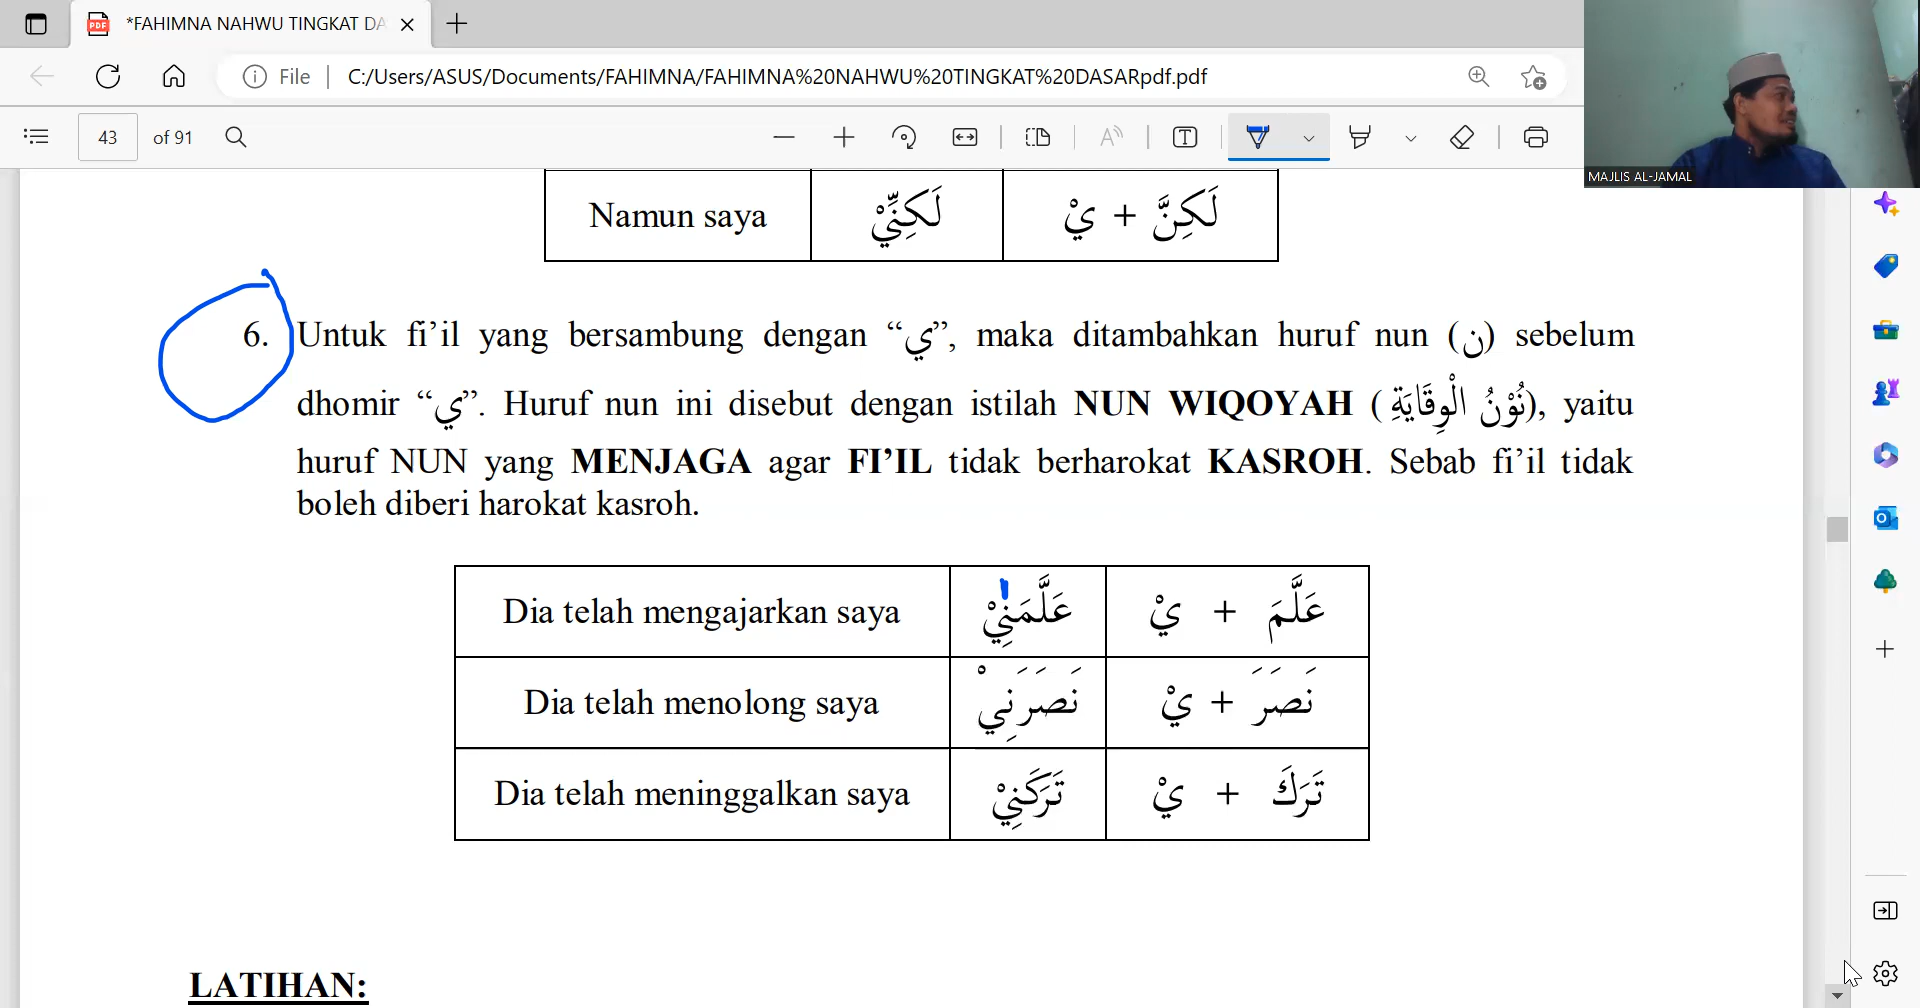 *FAHIMNA NAHWU TINGKAT DA
File
C:/Users/ASUS/Documents/FAHIMNA/FAHIMNA%20NAHWU%20TINGKAT%20DASARpdf.pdf
43 of 91
MAJLIS AL-JAMAL
Namun saya لَكِنِّيْ لَكِنَّ + يْ
6. Untuk fi’il yang bersambung dengan “ي”, maka ditambahkan huruf nun (ن) sebelum
dhomir “ي”. Huruf nun ini disebut dengan istilah NUN WIQOYAH (نُوْنُ الْوِقَايَةِ), yaitu
huruf NUN yang MENJAGA agar FI’IL tidak berharokat KASROH. Sebab fi’il tidak
boleh diberi harokat kasroh.
Dia telah mengajarkan saya عَلَّمَنِيْ عَلَّمَ + يْ
Dia telah menolong saya نَصَرَنِيْ نَصَرَ + يْ
Dia telah meninggalkan saya تَرَكَنِيْ تَرَكَ + يْ
LATIHAN: